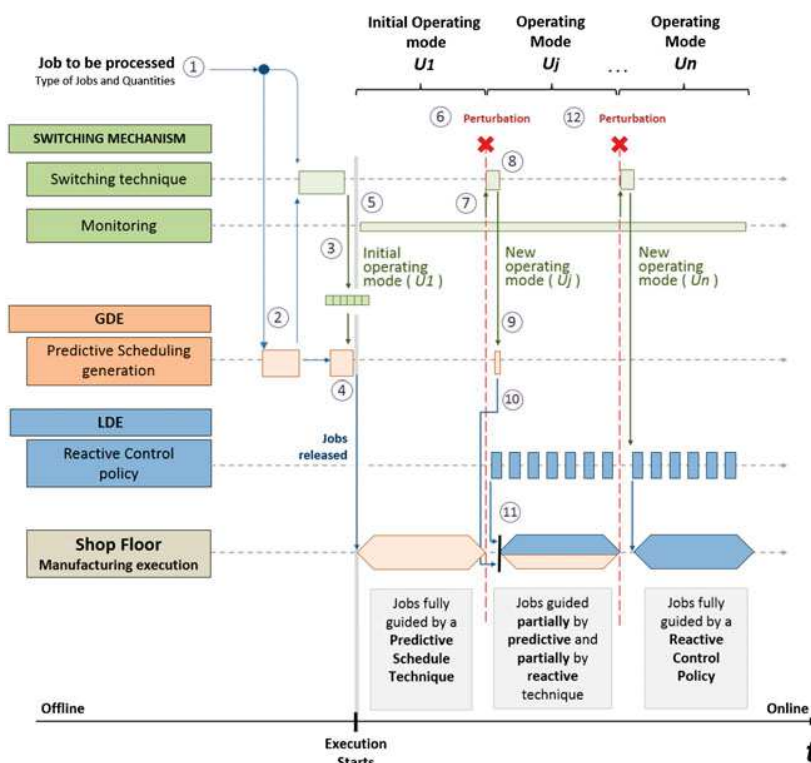 Initial Operating
mode
U1
Operating
Mode
Uj
...
Operating
Mode
Un
Job to be processed
Type of Jobs and Quantities
1
6
Perturbation
12
Perturbation
SWITCHING MECHANISM
Switching technique
8
Monitoring
5
7
3
Initial
operating
mode ( U1 )
New
operating
mode ( Uj )
New
operating
mode ( Un )
GDE
2
9
Predictive Scheduling
generation
4
10
LDE
Jobs
released
Reactive Control
policy
11
Shop Floor
Manufacturing execution
Jobs fully
guided by a
Predictive
Schedule
Technique
Jobs guided
partially by
predictive and
partially by
reactive
technique
Jobs fully
guided by a
Reactive
Control
Policy
Offline
Online
Execution
Starts
t